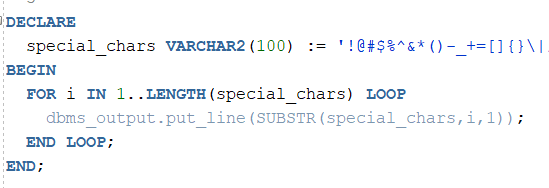 DECLARE
special_chars VARCHAR2(100) := '!@#$%^&*()-_+=[]{}\|
BEGIN
FOR i IN 1..LENGTH(special_chars) LOOP
dbms_output.put_line(SUBSTR(special_chars,i,1));
END LOOP;
END;